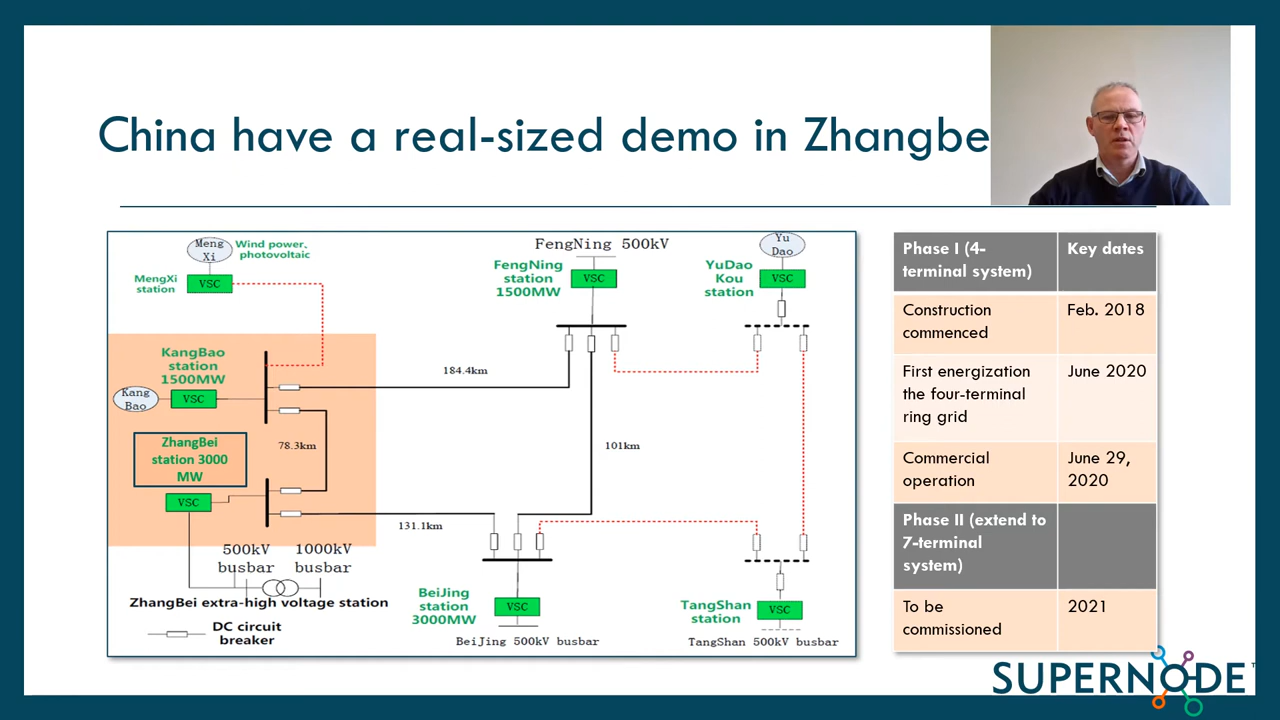 China have a real-sized demo in Zhangbe
Meng
Xi
Wind power、
photovoltaic
MengXi
station
VSC
KangBao
station
1500MW
Kang
Bao
VSC
ZhangBei
station 3000
MW
VSC
500kV
busbar
1000kV
busbar
ZhangBei extra-high voltage station
DC circuit
breaker
184.4km
78.3km
131.1km
101km
FengNing 500kV
FengNing
station
1500MW
VSC
Yu
Dao
YuDao
Kou
station
VSC
BeiJing
station
3000MW
VSC
BeiJing 500kV busbar
TangShan
station
VSC
TangShan 500kV busbar
Phase I (4-
terminal system)
Key dates
Construction
commenced
Feb. 2018
First energization
the four-terminal
ring grid
June 2020
Commercial
operation
June 29,
2020
Phase II (extend to
7-terminal
system)
To be
commissioned
2021
SUPERNODE